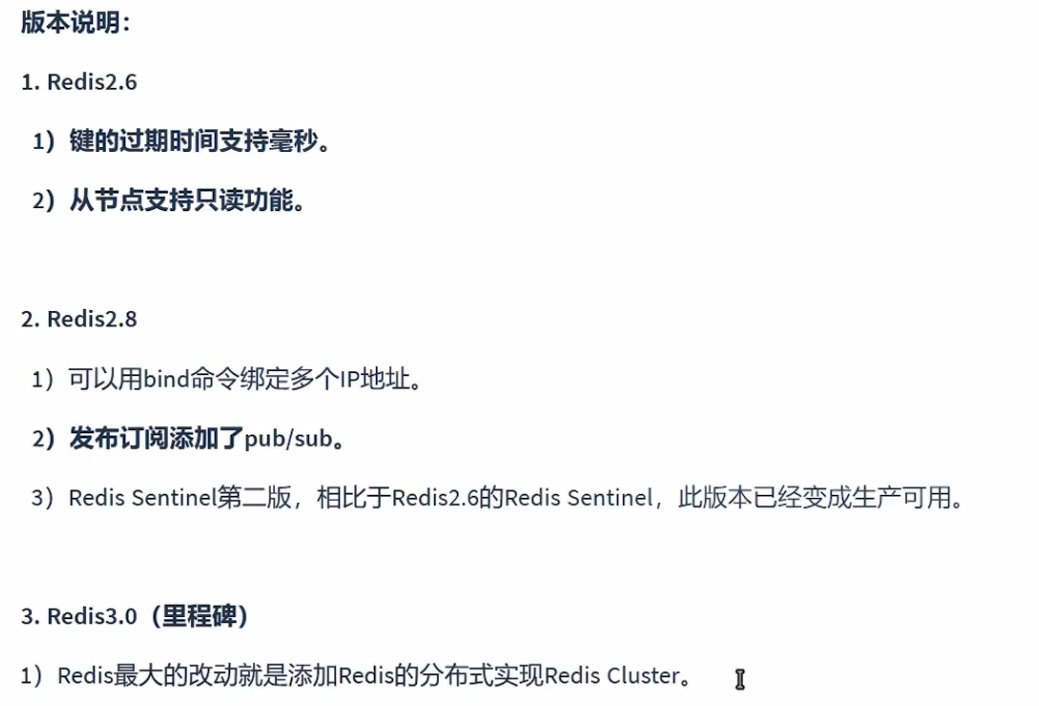 版本说明：
1. Redis2.6
1）键的过期时间支持毫秒。
2）从节点支持只读功能。
2. Redis2.8
1）可以用bind命令绑定多个IP地址。
2）发布订阅添加了pub/sub。
3）Redis Sentinel第二版，相比于Redis2.6的Redis Sentinel，此版本已经变成生产可用。
3. Redis3.0（里程碑）
1）Redis最大的改动就是添加Redis的分布式实现Redis Cluster。